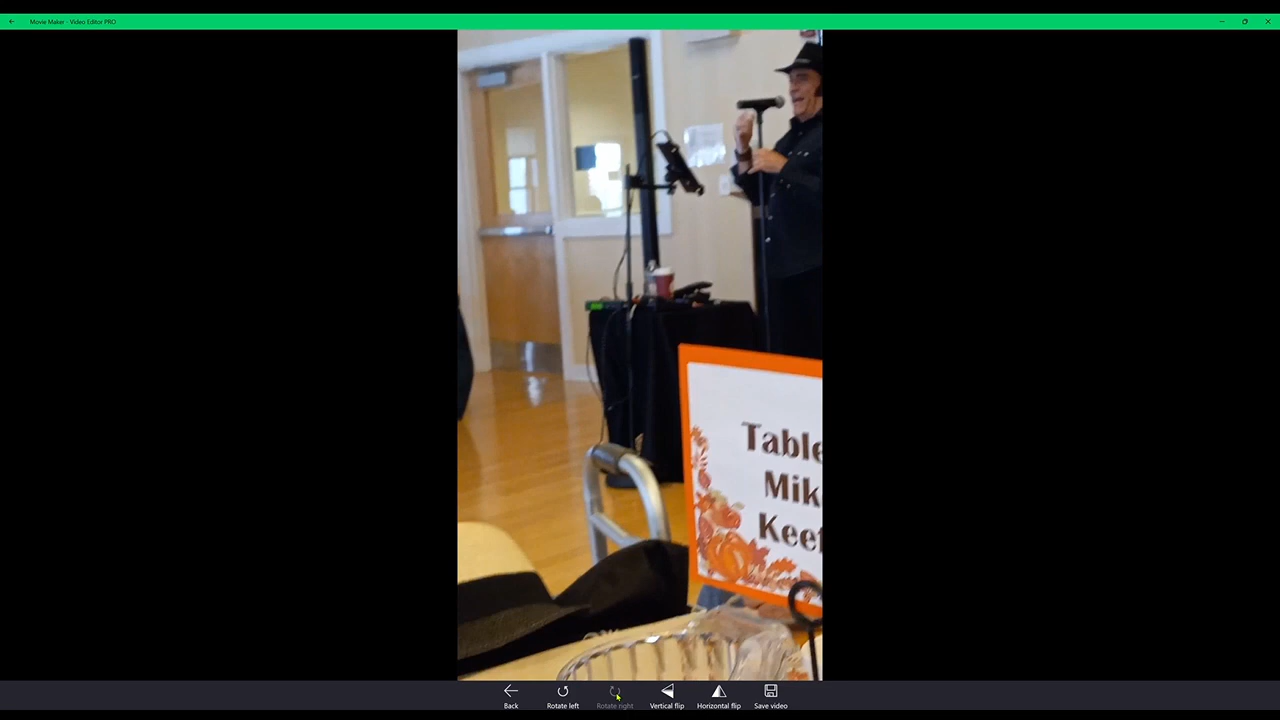 Movie Maker - Video Editor PRO
Table
Mik
Keef
Back
Rotate left
Rotate right
Vertical flip
Horizontal flip
Save video